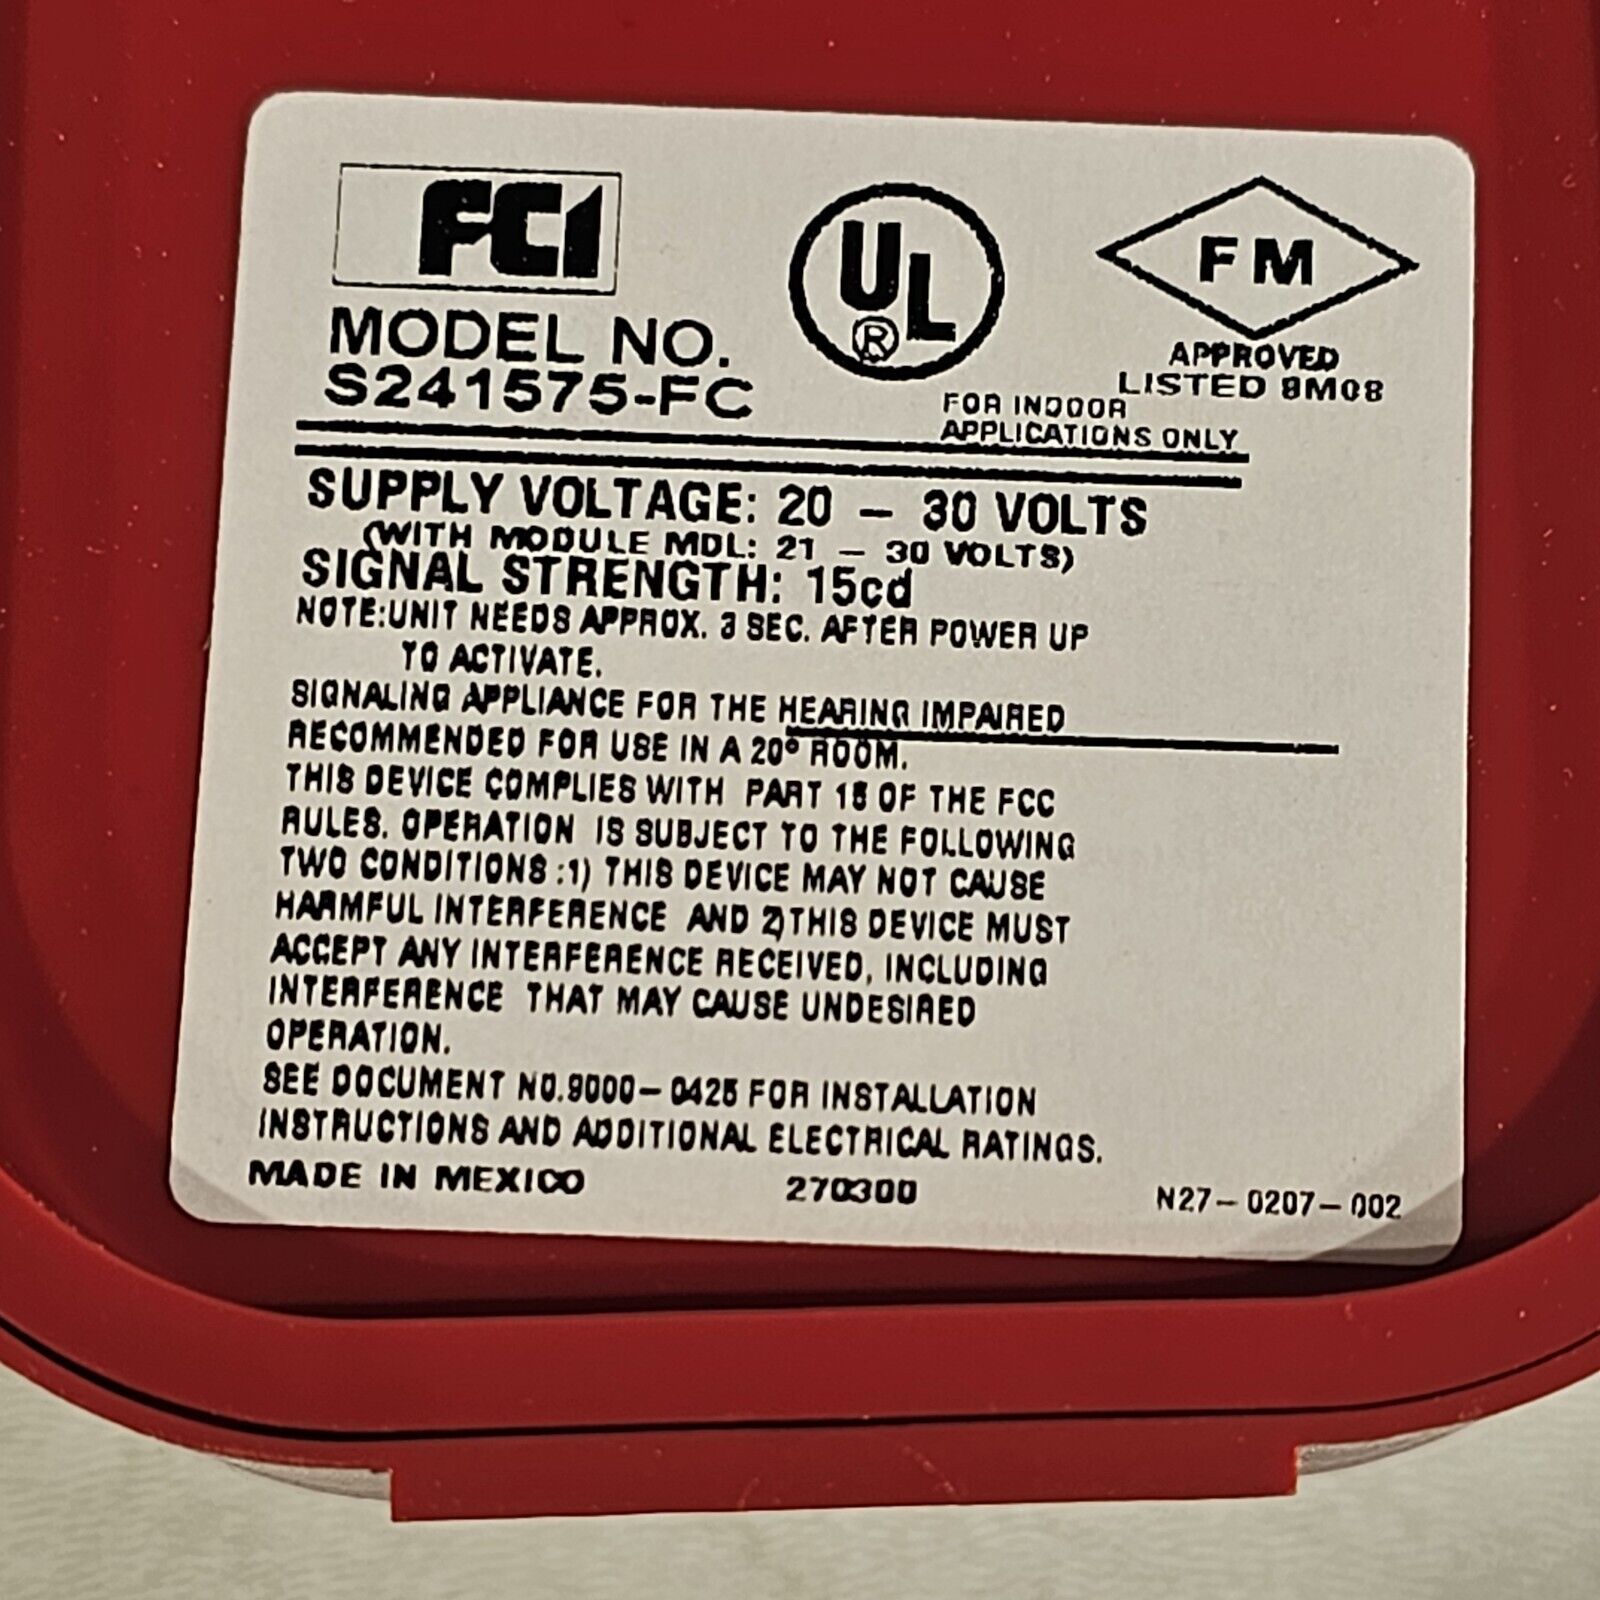 FCI
MODEL NO.
S241575-FC
UL
®
FM
APPROVED
LISTED 8M08
FOR INDOOR
APPLICATIONS ONLY
SUPPLY VOLTAGE: 20 – 30 VOLTS
(WITH MODULE MDL: 21 – 30 VOLTS)
SIGNAL STRENGTH: 15cd
NOTE:UNIT NEEDS APPROX. 3 SEC. AFTER POWER UP
TO ACTIVATE.
SIGNALING APPLIANCE FOR THE HEARING IMPAIRED
RECOMMENDED FOR USE IN A 20° ROOM.
THIS DEVICE COMPLIES WITH PART 15 OF THE FCC
RULES. OPERATION IS SUBJECT TO THE FOLLOWING
TWO CONDITIONS :1) THIS DEVICE MAY NOT CAUSE
HARMFUL INTERFERENCE AND 2)THIS DEVICE MUST
ACCEPT ANY INTERFERENCE RECEIVED, INCLUDING
INTERFERENCE THAT MAY CAUSE UNDESIRED
OPERATION.
SEE DOCUMENT NO.9000–0425 FOR INSTALLATION
INSTRUCTIONS AND ADDITIONAL ELECTRICAL RATINGS.
MADE IN MEXICO 270300 N27–0207–002